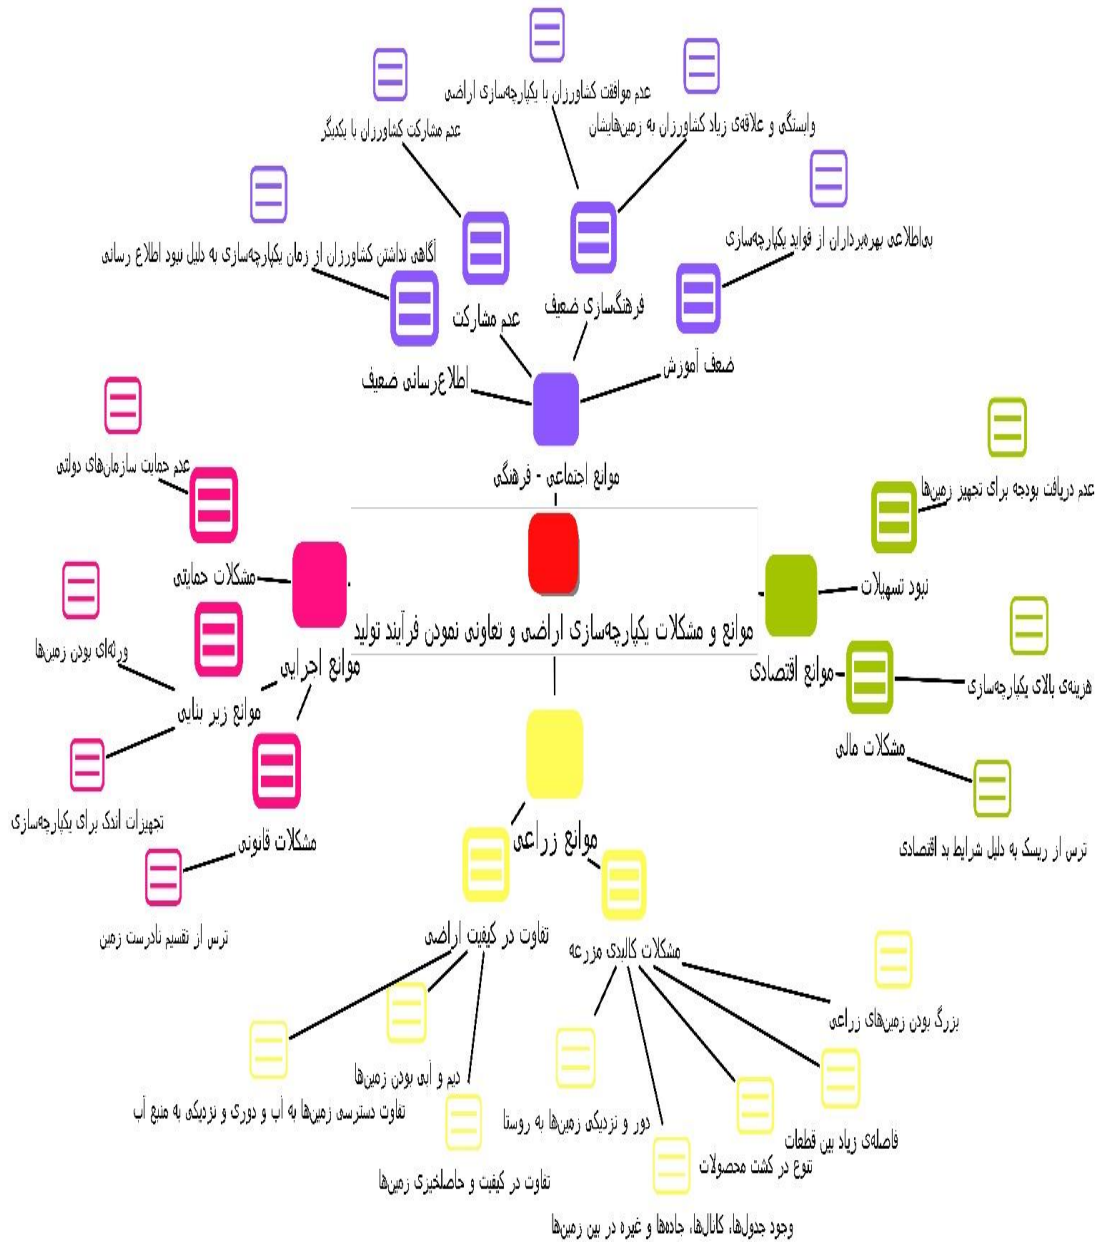 عدم موافقت کشاورزان با یکپارچه‌سازی اراضی
وابستگی و علاقه‌ی زیاد کشاورزان به زمین‌هایشان
عدم مشارکت کشاورزان با یکدیگر
بی‌اطلاعی بهره‌برداران از فواید یکپارچه‌سازی
آگاهی نداشتن کشاورزان از زمان یکپارچه‌سازی به دلیل نبود اطلاع رسانی
فرهنگ‌سازی ضعیف
عدم مشارکت
ضعف آموزش
اطلاع‌رسانی ضعیف
موانع اجتماعی - فرهنگی
عدم حمایت سازمان‌های دولتی
عدم دریافت بودجه برای تجهیز زمین‌ها
نبود تسهیلات
مشکلات حمایتی
موانع و مشکلات یکپارچه‌سازی اراضی و تعاونی نمودن فرآیند تولید
ورثه‌ای بودن زمین‌ها
موانع اجرایی
موانع اقتصادی
هزینه‌ی بالای یکپارچه‌سازی
موانع زیر بنایی
مشکلات مالی
تجهیزات اندک برای یکپارچه‌سازی
مشکلات قانونی
موانع زراعی
ترس از ریسک به دلیل شرایط بد اقتصادی
ترس از تقسیم نادرست زمین
تفاوت در کیفیت اراضی
مشکلات کالبدی مزرعه
بزرگ بودن زمین‌های زراعی
دیم و آبی بودن زمین‌ها
تفاوت دسترسی زمین‌ها به آب و دوری و نزدیکی به منبع آب
دور و نزدیکی زمین‌ها به روستا
فاصله‌ی زیاد بین قطعات
تنوع در کشت محصولات
تفاوت در کیفیت و حاصلخیزی زمین‌ها
وجود جدول‌ها، کانال‌ها، جاده‌ها و غیره در بین زمین‌ها